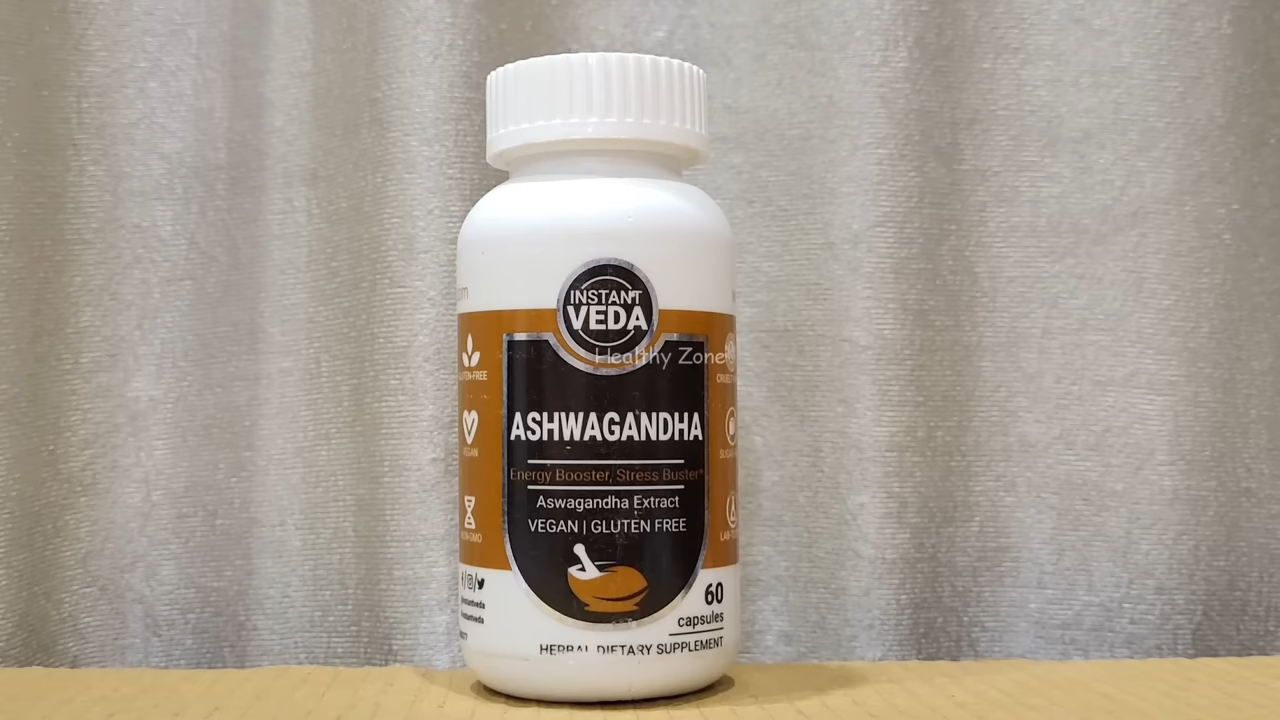 INSTANT
VEDA
Healthy Zone
ASHWAGANDHA
Energy Booster, Stress Buster*
Aswagandha Extract
VEGAN | GLUTEN FREE
60
capsules
HERBAL DIETARY SUPPLEMENT
VEGAN